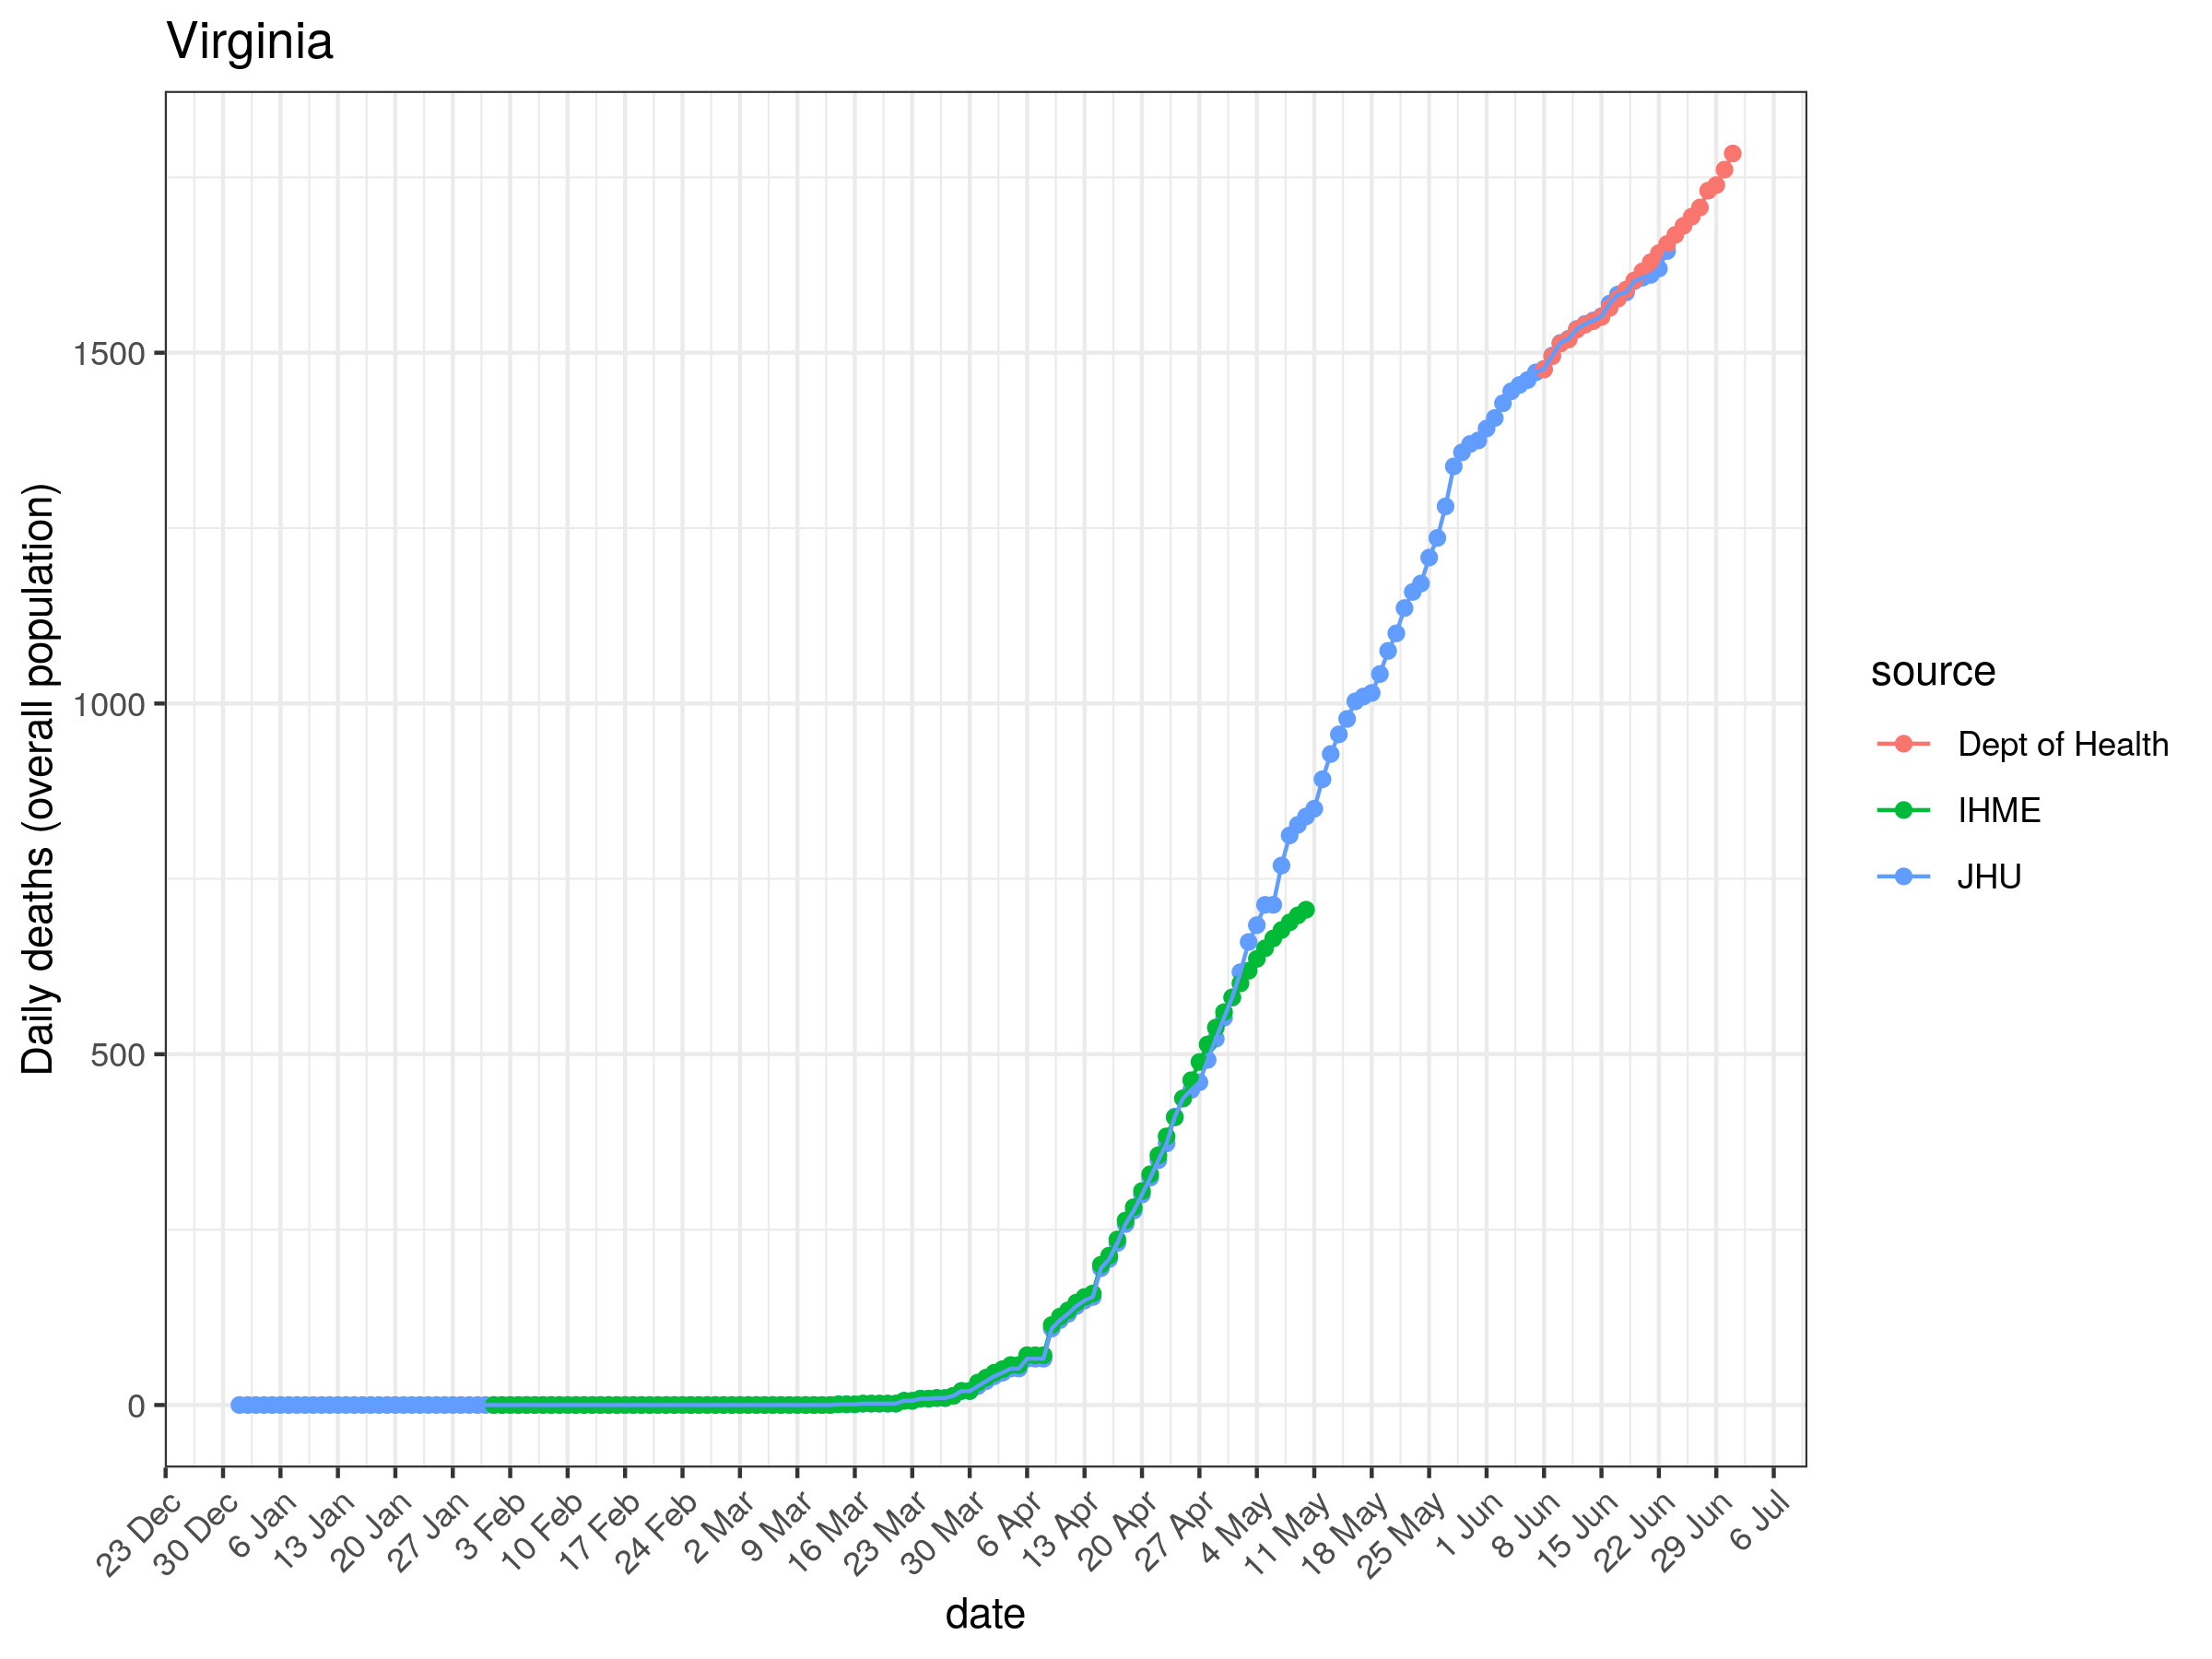 Virginia
Daily deaths (overall population)
1500
1000
500
0
23 Dec
30 Dec
6 Jan
13 Jan
20 Jan
27 Jan
3 Feb
10 Feb
17 Feb
24 Feb
2 Mar
9 Mar
16 Mar
23 Mar
30 Mar
6 Apr
13 Apr
20 Apr
27 Apr
4 May
11 May
18 May
25 May
1 Jun
8 Jun
15 Jun
22 Jun
29 Jun
6 Jul
date
source
Dept of Health
IHME
JHU